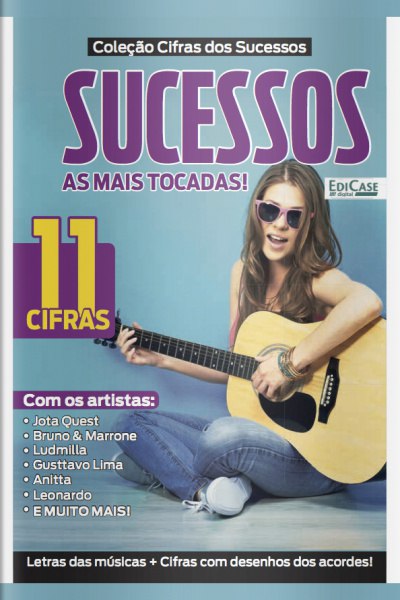 Coleção Cifras dos Sucessos
SUCESSOS
AS MAIS TOCADAS!
EDICASE
digital
11
CIFRAS
Com os artistas:
• Jota Quest
• Bruno & Marrone
• Ludmilla
• Gusttavo Lima
• Anitta
• Leonardo
• E MUITO MAIS!
Letras das músicas + Cifras com desenhos dos acordes!